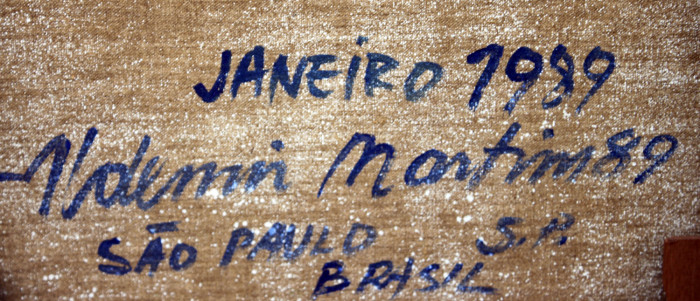 JANEIRO 1989
Aldemir Martins 89
SÃO PAULO S.P.
BRASIL